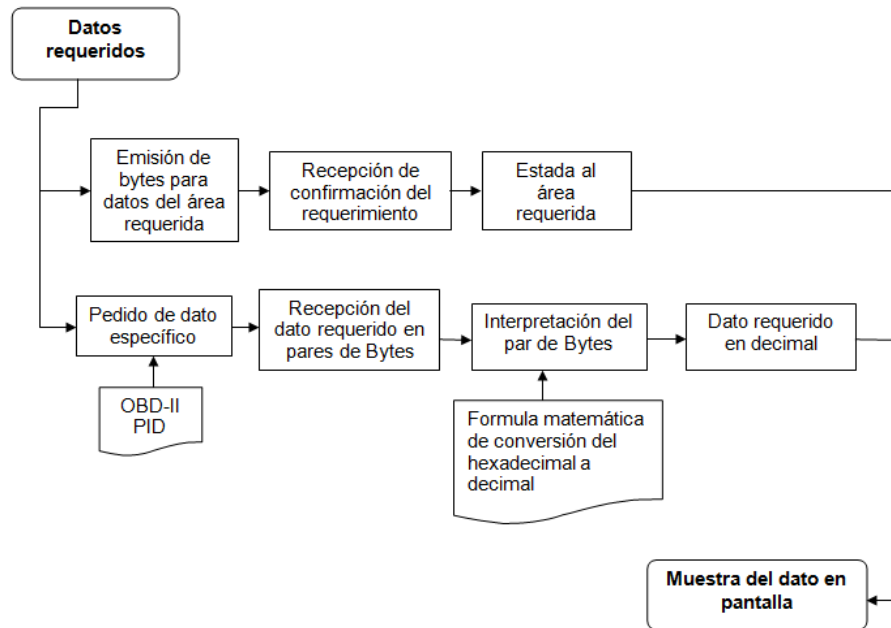 Datos
requeridos
Emisión de
bytes para
datos del área
requerida
Recepción de
confirmación del
requerimiento
Estada al
área
requerida
Pedido de dato
específico
Recepción del
dato requerido en
pares de Bytes
Interpretación del
par de Bytes
Dato requerido
en decimal
OBD-II
PID
Formula matemática
de conversión del
hexadecimal a
decimal
Muestra del dato en
pantalla